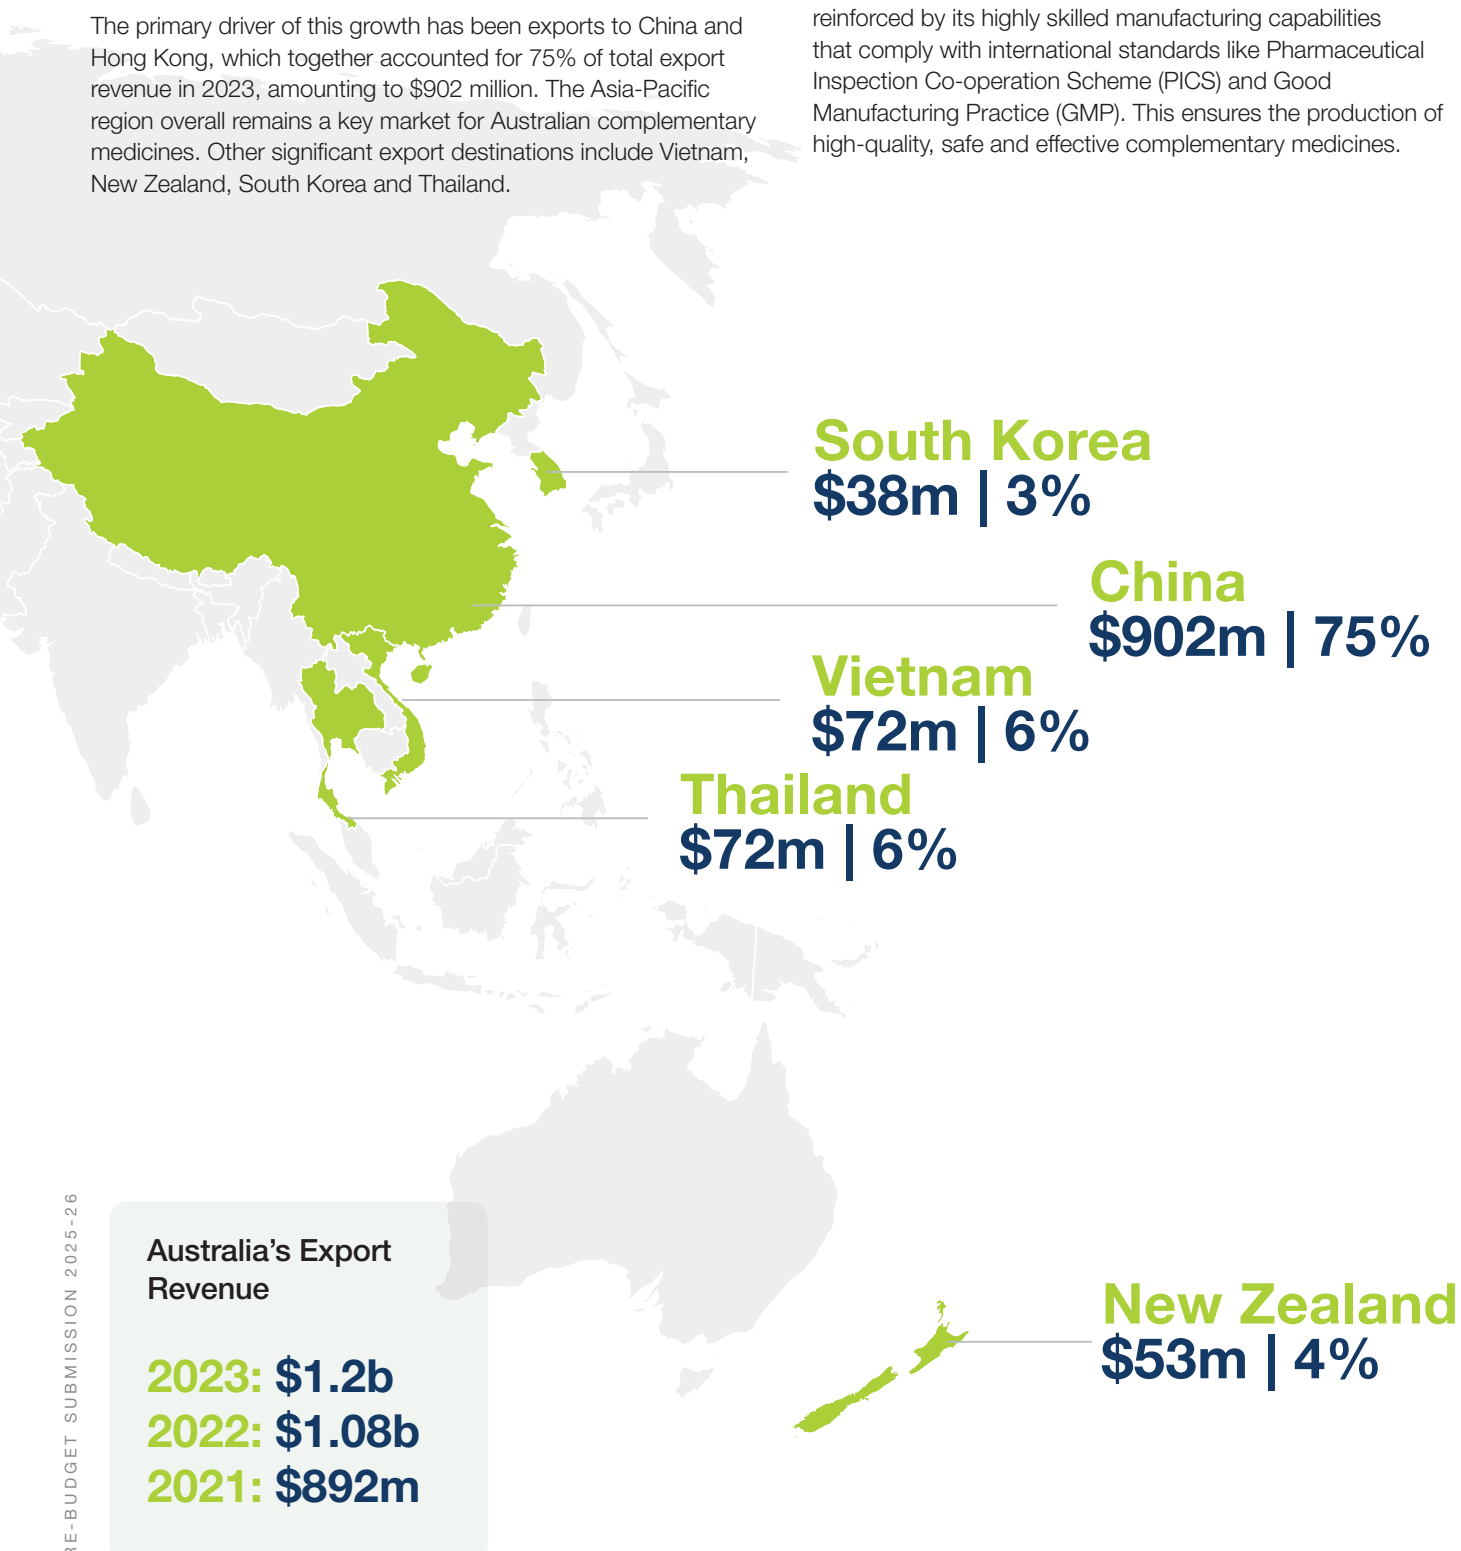 The primary driver of this growth has been exports to China and
Hong Kong, which together accounted for 75% of total export
revenue in 2023, amounting to $902 million. The Asia-Pacific
region overall remains a key market for Australian complementary
medicines. Other significant export destinations include Vietnam,
New Zealand, South Korea and Thailand.
reinforced by its highly skilled manufacturing capabilities
that comply with international standards like Pharmaceutical
Inspection Co-operation Scheme (PICS) and Good
Manufacturing Practice (GMP). This ensures the production of
high-quality, safe and effective complementary medicines.
South Korea
$38m | 3%
China
$902m | 75%
Vietnam
$72m | 6%
Thailand
$72m | 6%
New Zealand
$53m | 4%
Australia’s Export
Revenue
2023: $1.2b
2022: $1.08b
2021: $892m
RE-BUDGET SUBMISSION 2025-26